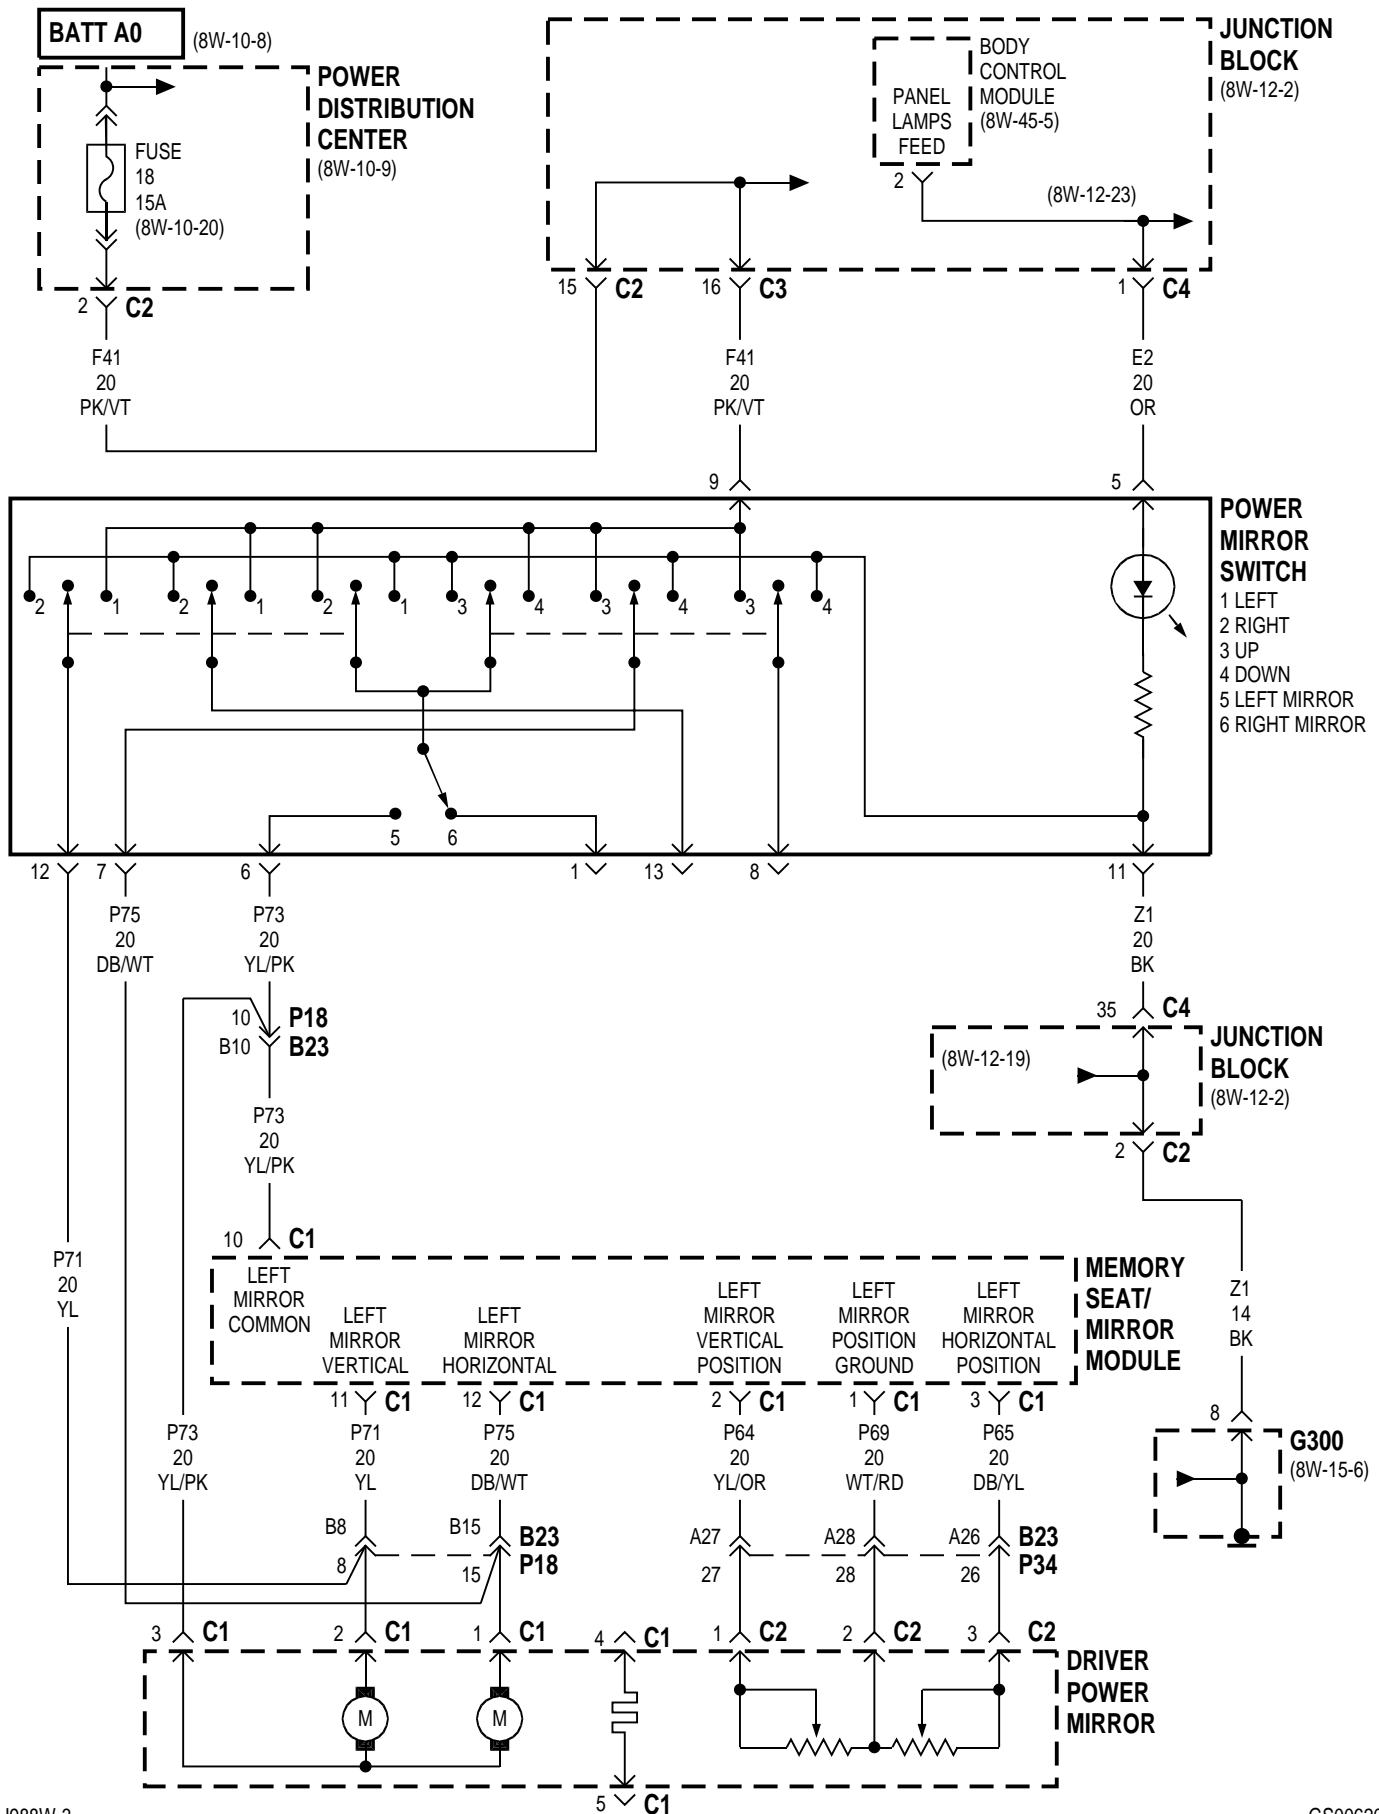 BATT A0
(8W-10-8)
POWER
DISTRIBUTION
CENTER
(8W-10-9)
FUSE
18
15A
(8W-10-20)
2 C2
F41
20
PK/VT
JUNCTION
BLOCK
(8W-12-2)
BODY
CONTROL
MODULE
(8W-45-5)
PANEL
LAMPS
FEED
2
(8W-12-23)
15 C2
16 C3
1 C4
F41
20
PK/VT
E2
20
OR
9
5
POWER
MIRROR
SWITCH
1 LEFT
2 RIGHT
3 UP
4 DOWN
5 LEFT MIRROR
6 RIGHT MIRROR
2 1 2 1 2 1 3 4 3 4 3 4
5 6
12 7 6 1 13 8 11
P75
20
DB/WT
P73
20
YL/PK
Z1
20
BK
10 P18
B10 B23
P73
20
YL/PK
35 C4
JUNCTION
BLOCK
(8W-12-2)
(8W-12-19)
2 C2
10 C1
P71
20
YL
Z1
14
BK
MEMORY
SEAT/
MIRROR
MODULE
LEFT
MIRROR
COMMON
LEFT
MIRROR
VERTICAL
LEFT
MIRROR
HORIZONTAL
LEFT
MIRROR
VERTICAL
POSITION
LEFT
MIRROR
POSITION
GROUND
LEFT
MIRROR
HORIZONTAL
POSITION
11 C1
12 C1
2 C1
1 C1
3 C1
8
G300
(8W-15-6)
P73
20
YL/PK
P71
20
YL
P75
20
DB/WT
P64
20
YL/OR
P69
20
WT/RD
P65
20
DB/YL
B8 B15 B23
8 15 P18
A27 A28 A26 B23
27 28 26 P34
3 C1
2 C1
1 C1
4 C1
1 C2
2 C2
3 C2
DRIVER
POWER
MIRROR
M M
5 C1